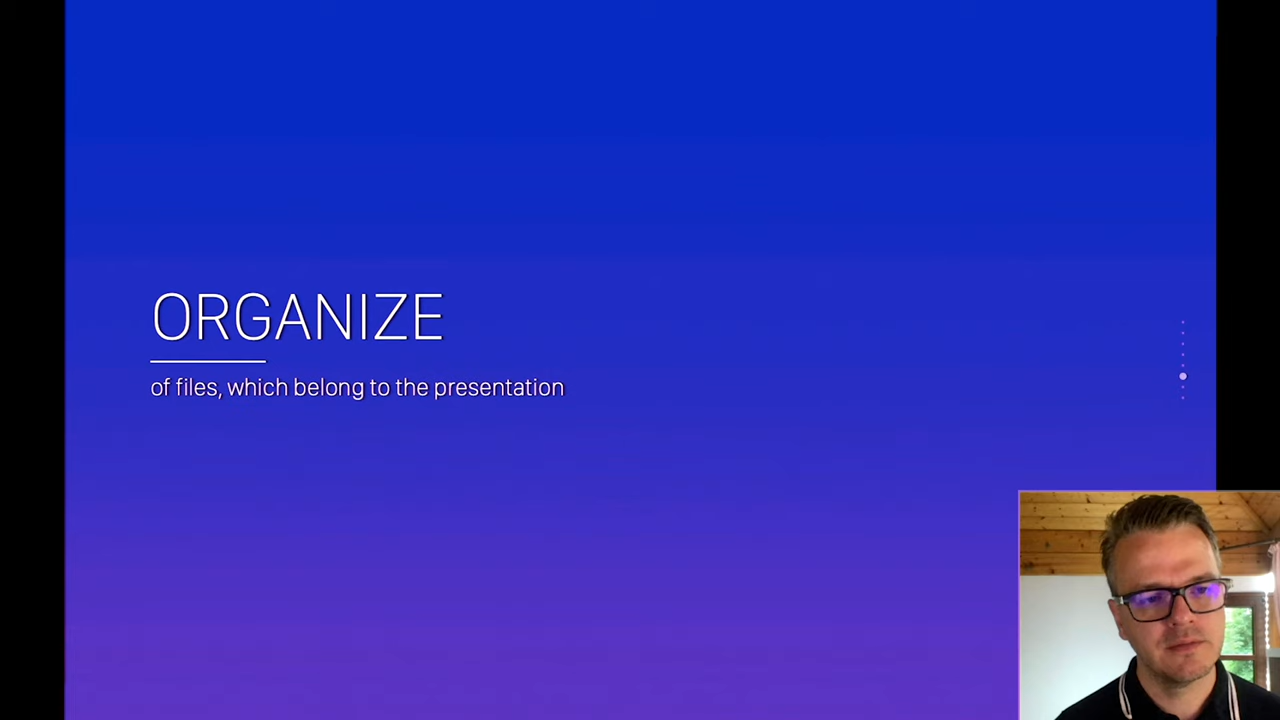 ORGANIZE
of files, which belong to the presentation